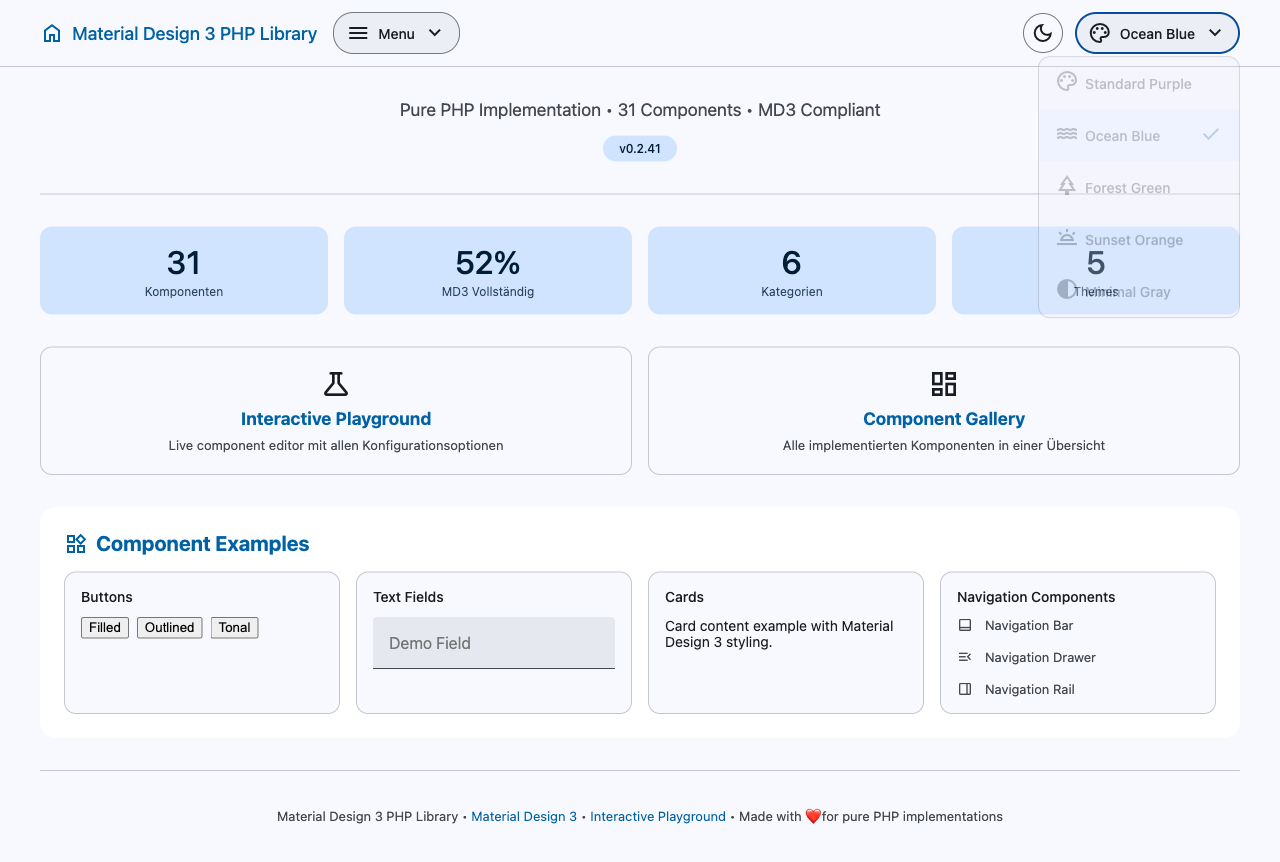 Material Design 3 PHP Library
Menu
Ocean Blue
Standard Purple
Ocean Blue
Forest Green
Sunset Orange
Minimal Gray
Pure PHP Implementation • 31 Components • MD3 Compliant
v0.2.41
31
Komponenten
52%
MD3 Vollständig
6
Kategorien
5
Themes
Interactive Playground
Live component editor mit allen Konfigurationsoptionen
Component Gallery
Alle implementierten Komponenten in einer Übersicht
Component Examples
Buttons
Filled
Outlined
Tonal
Text Fields
Demo Field
Cards
Card content example with Material
Design 3 styling.
Navigation Components
Navigation Bar
Navigation Drawer
Navigation Rail
Material Design 3 PHP Library • Material Design 3 • Interactive Playground • Made with ❤️for pure PHP implementations